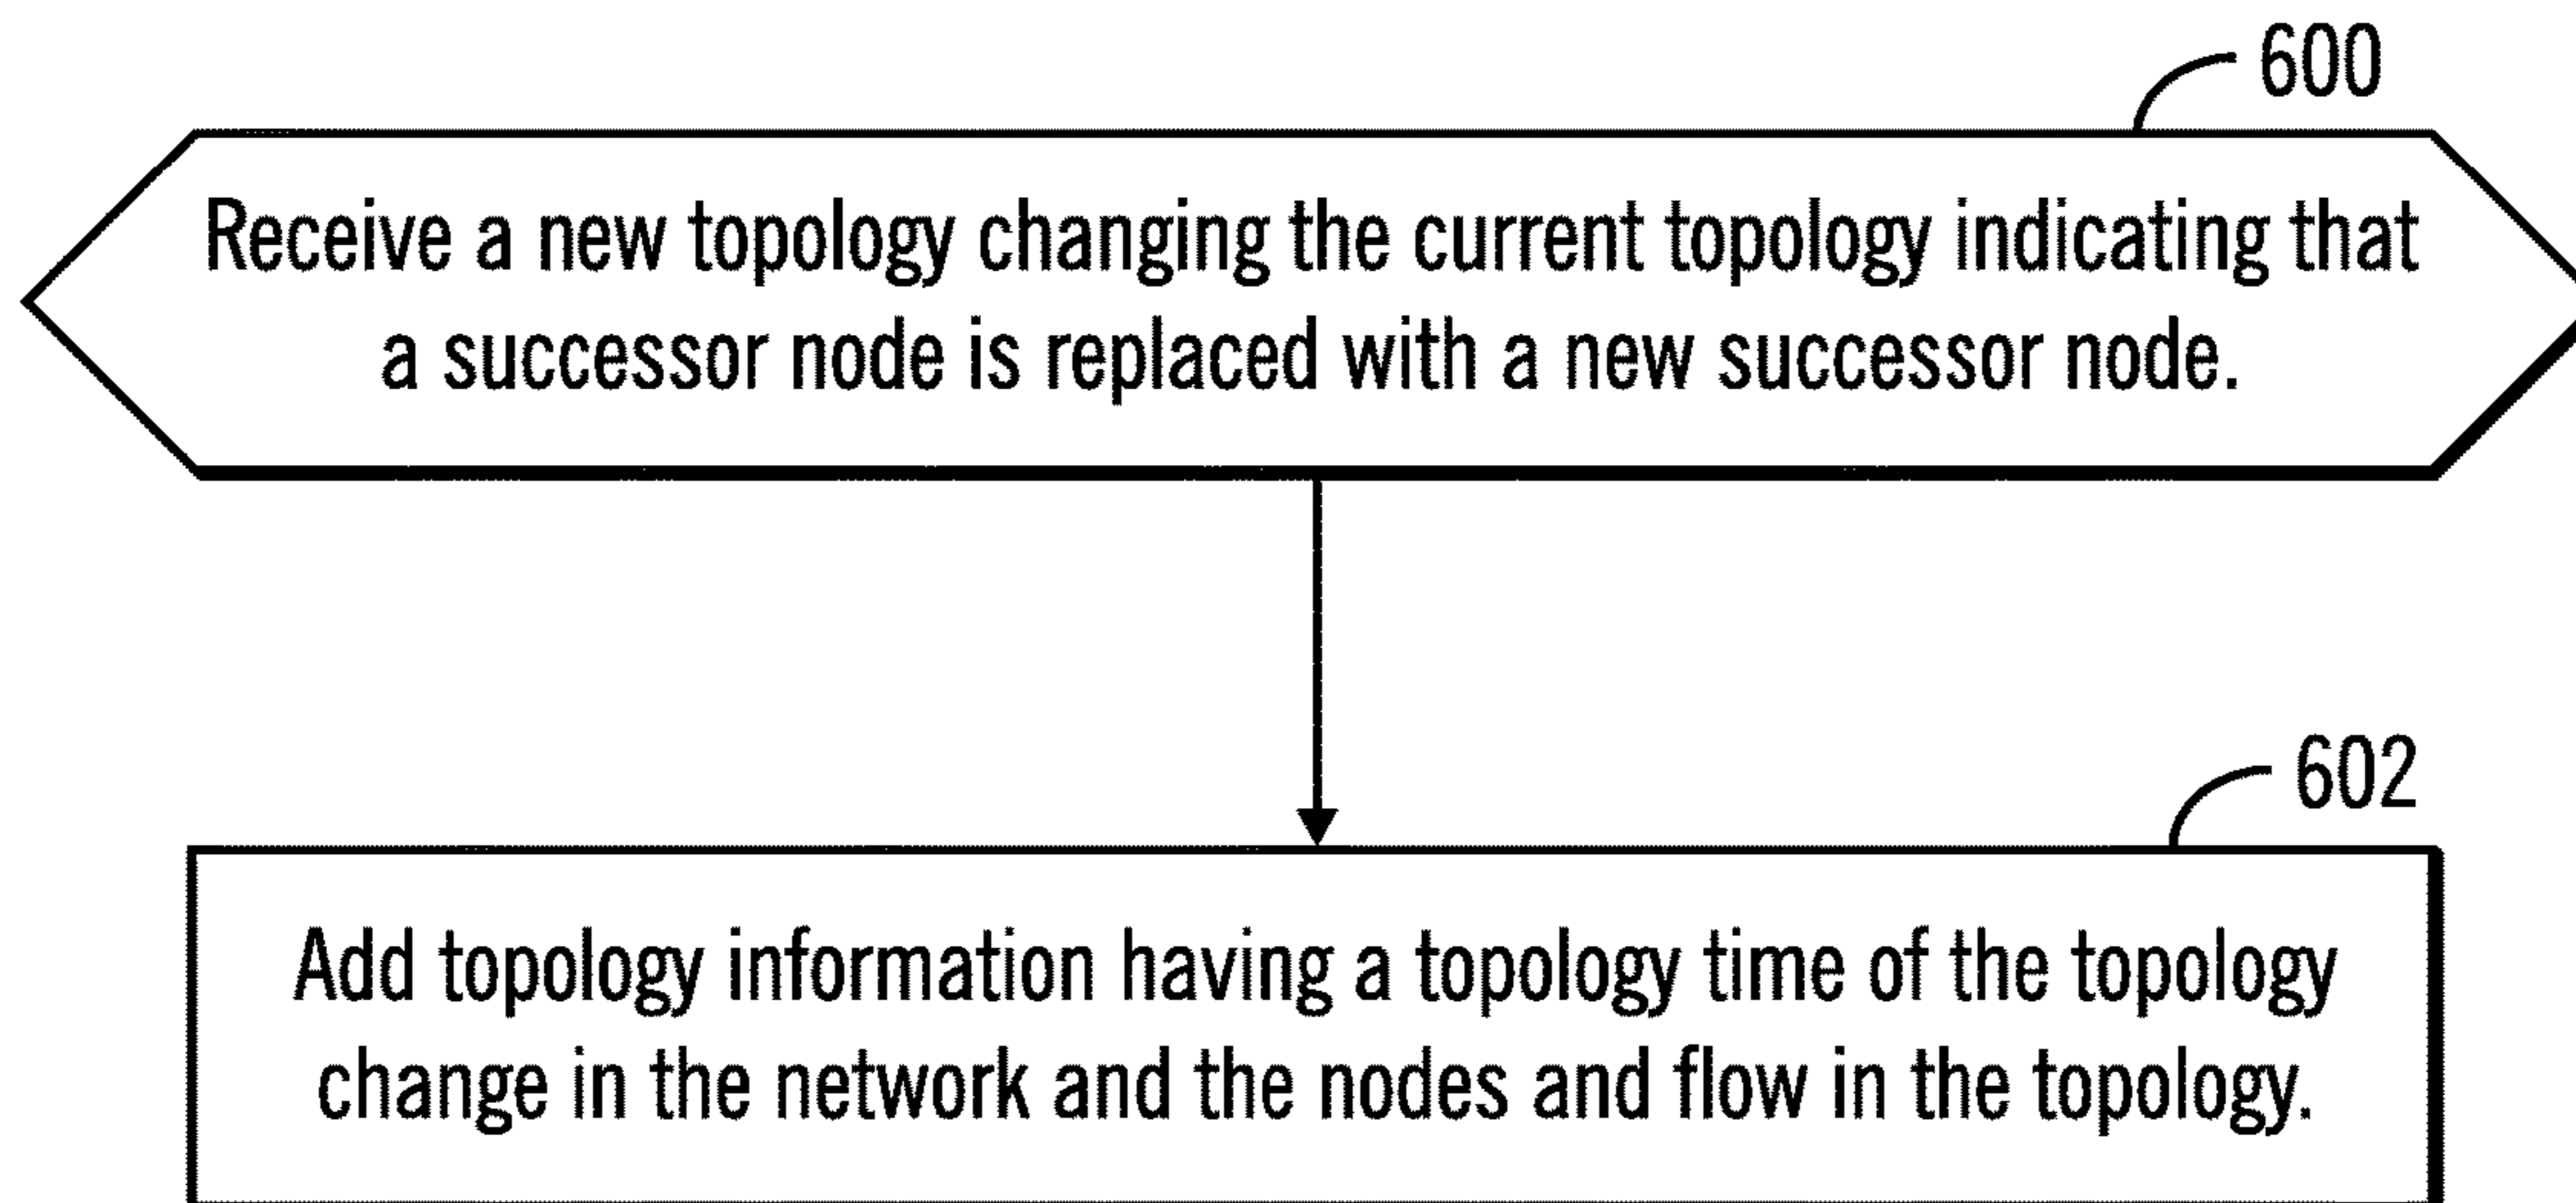 600
Receive a new topology changing the current topology indicating that
a successor node is replaced with a new successor node.
602
Add topology information having a topology time of the topology
change in the network and the nodes and flow in the topology.